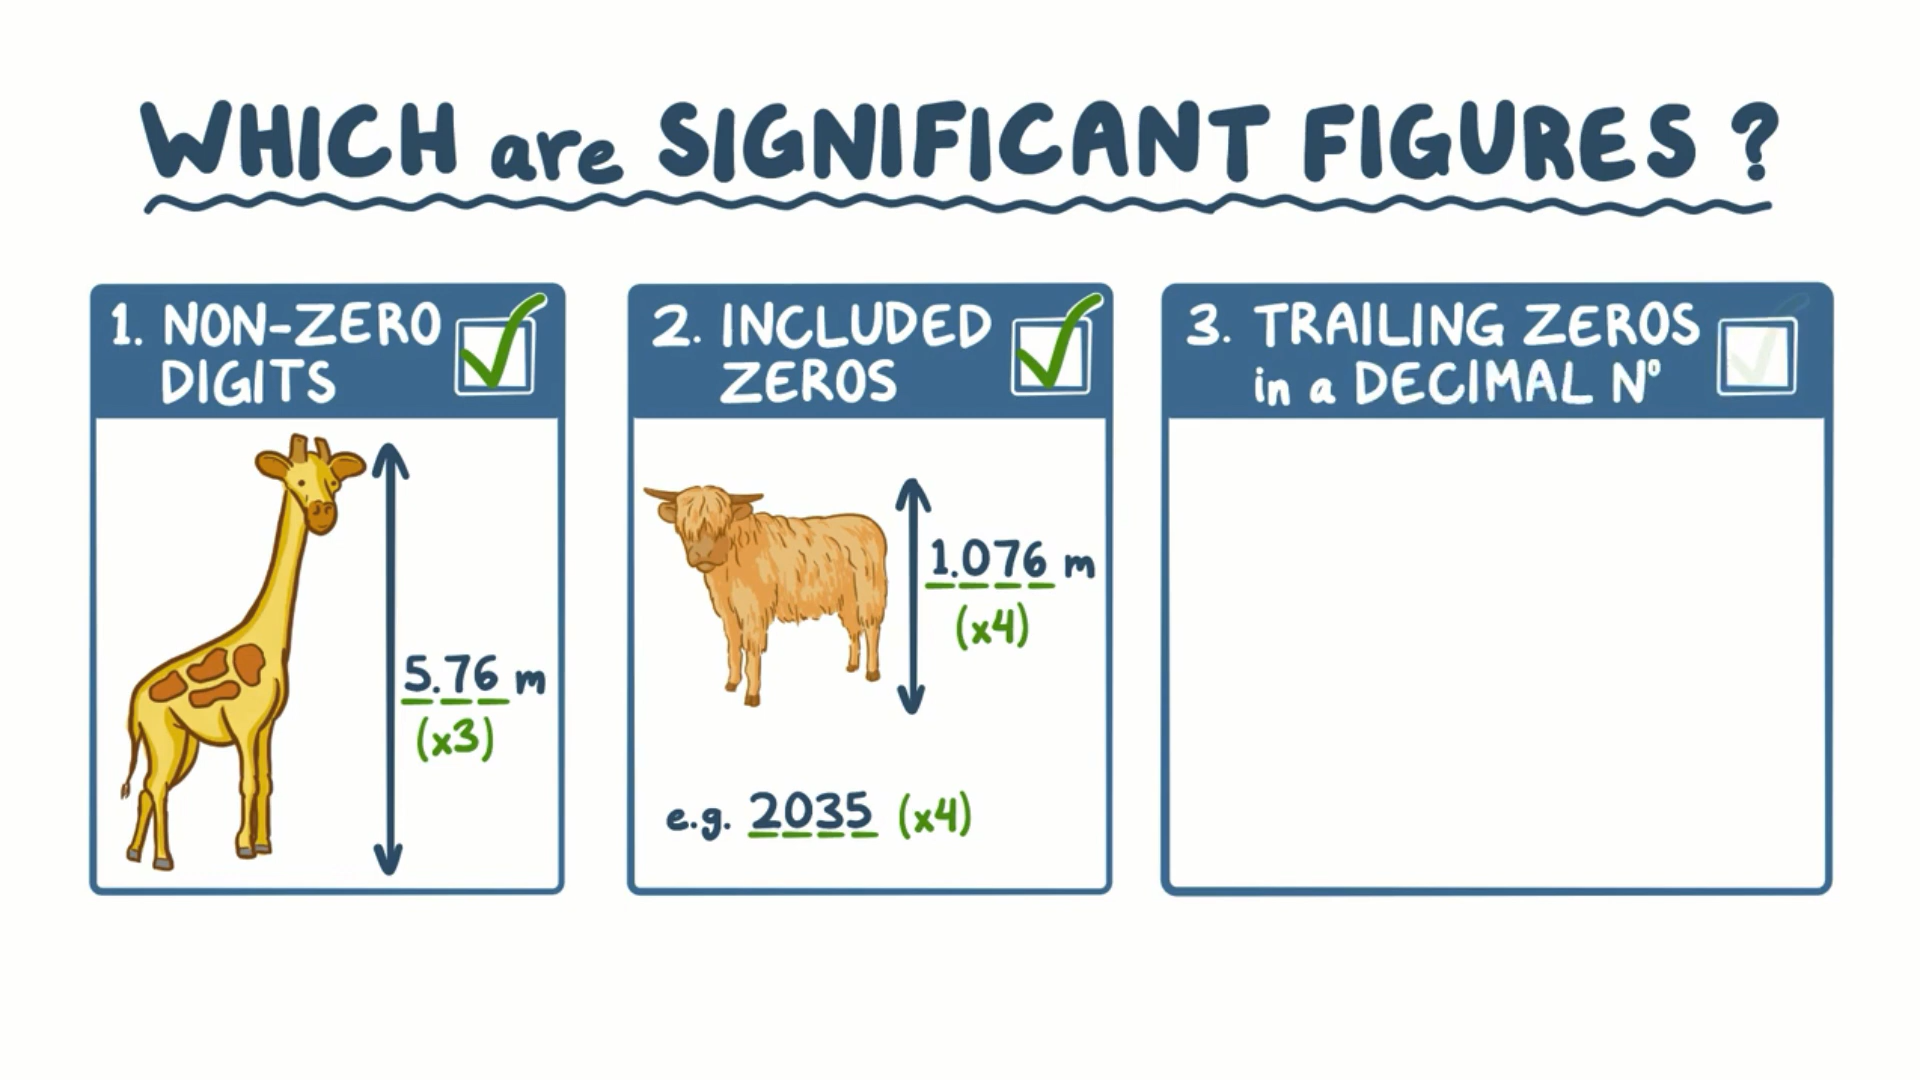 WHICH are SIGNIFICANT FIGURES ?
1. NON-ZERO
DIGITS
5.76 m
(x3)
2. INCLUDED
ZEROS
1.076 m
(x4)
e.g. 2035 (x4)
3. TRAILING ZEROS
in a DECIMAL Nº